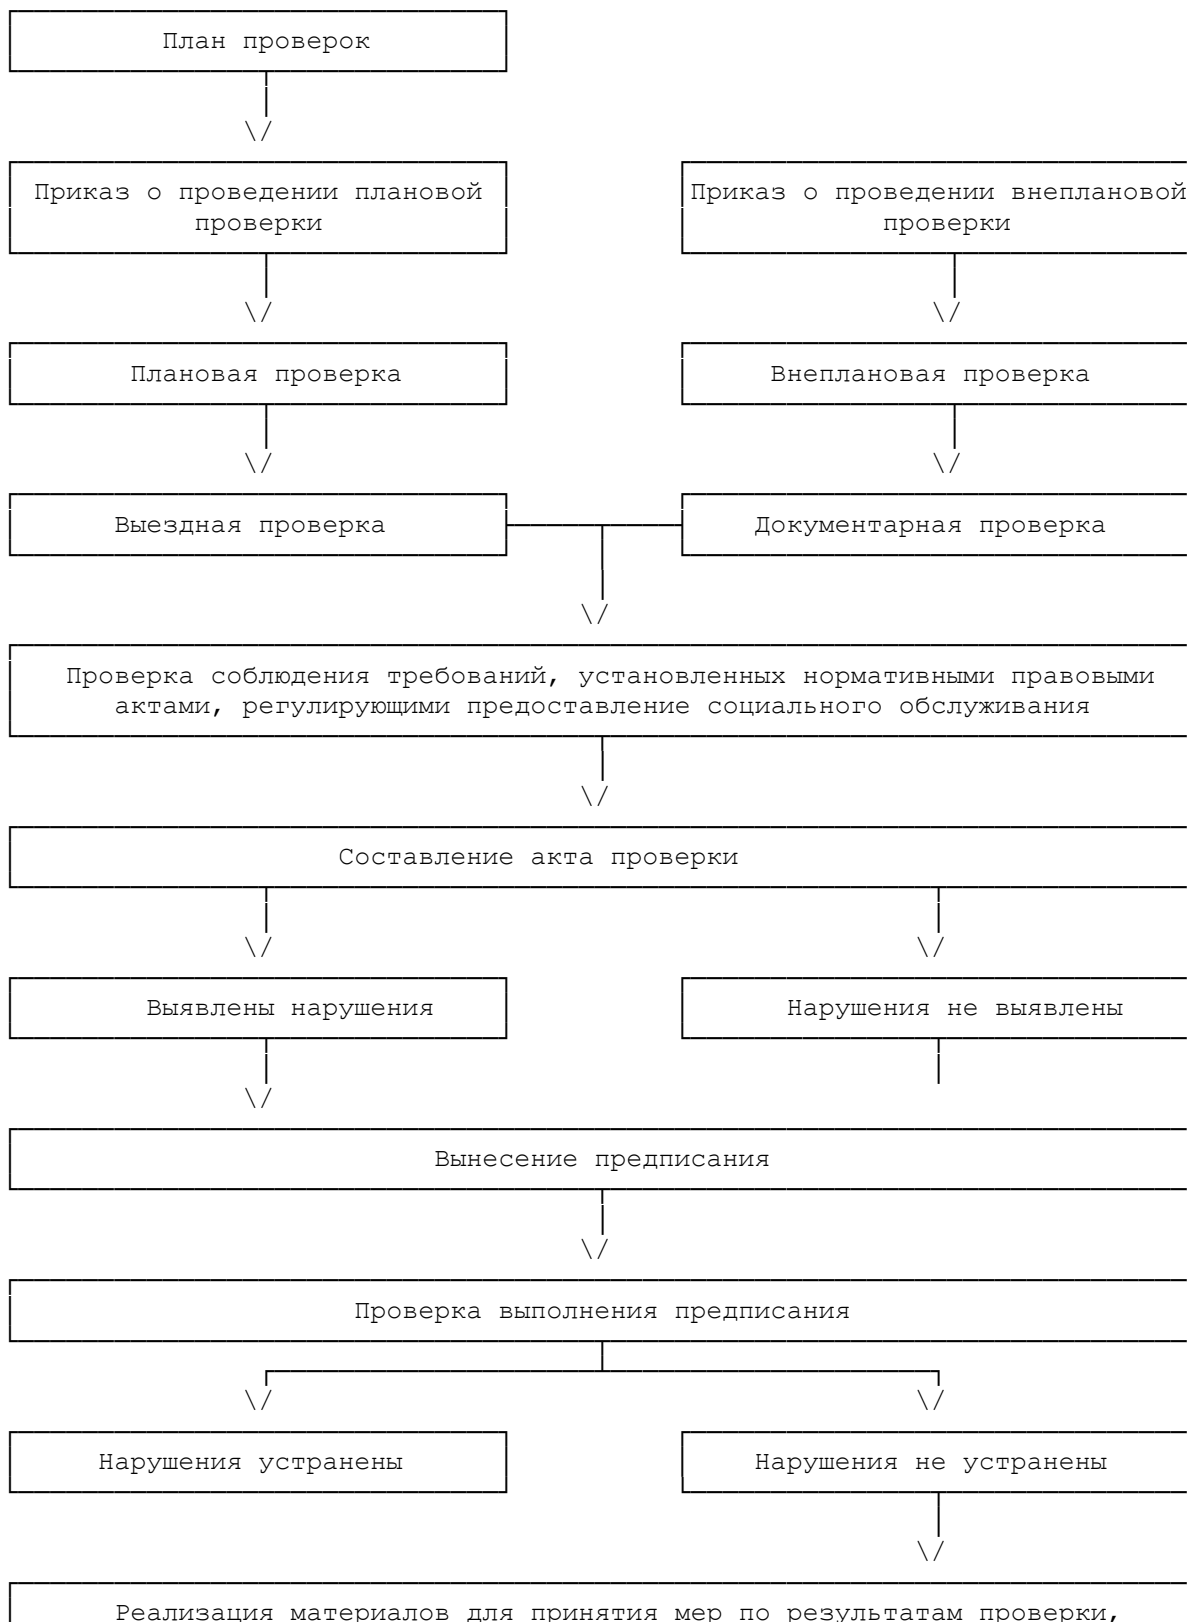 План проверок
Приказ о проведении плановой
проверки
Приказ о проведении внеплановой
проверки
Плановая проверка
Внеплановая проверка
Выездная проверка
Документарная проверка
Проверка соблюдения требований, установленных нормативными правовыми
актами, регулирующими предоставление социального обслуживания
Составление акта проверки
Выявлены нарушения
Нарушения не выявлены
Вынесение предписания
Проверка выполнения предписания
Нарушения устранены
Нарушения не устранены
Реализация материалов для принятия мер по результатам проверки,